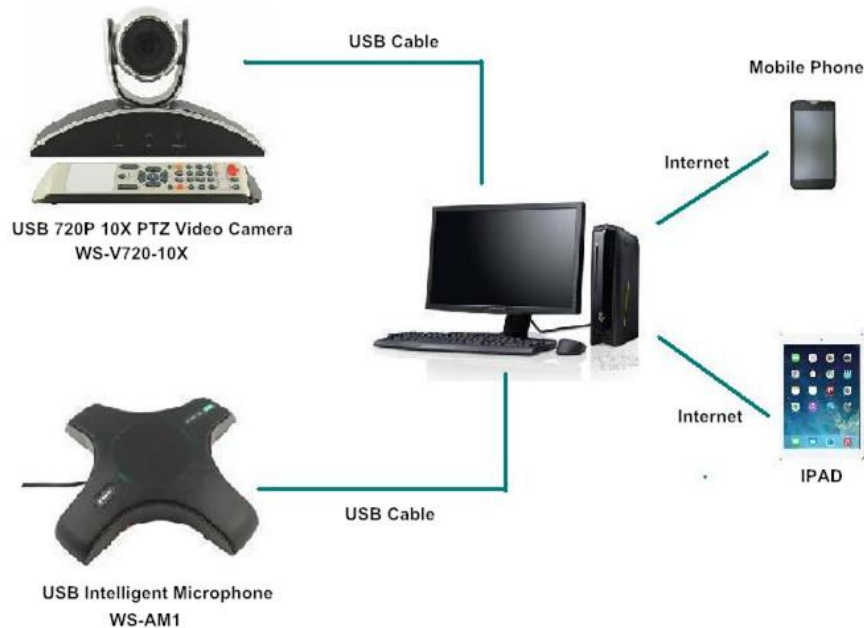 USB Cable
Mobile Phone
Internet
USB 720P 10X PTZ Video Camera
WS-V720-10X
Internet
IPAD
USB Cable
USB Intelligent Microphone
WS-AM1